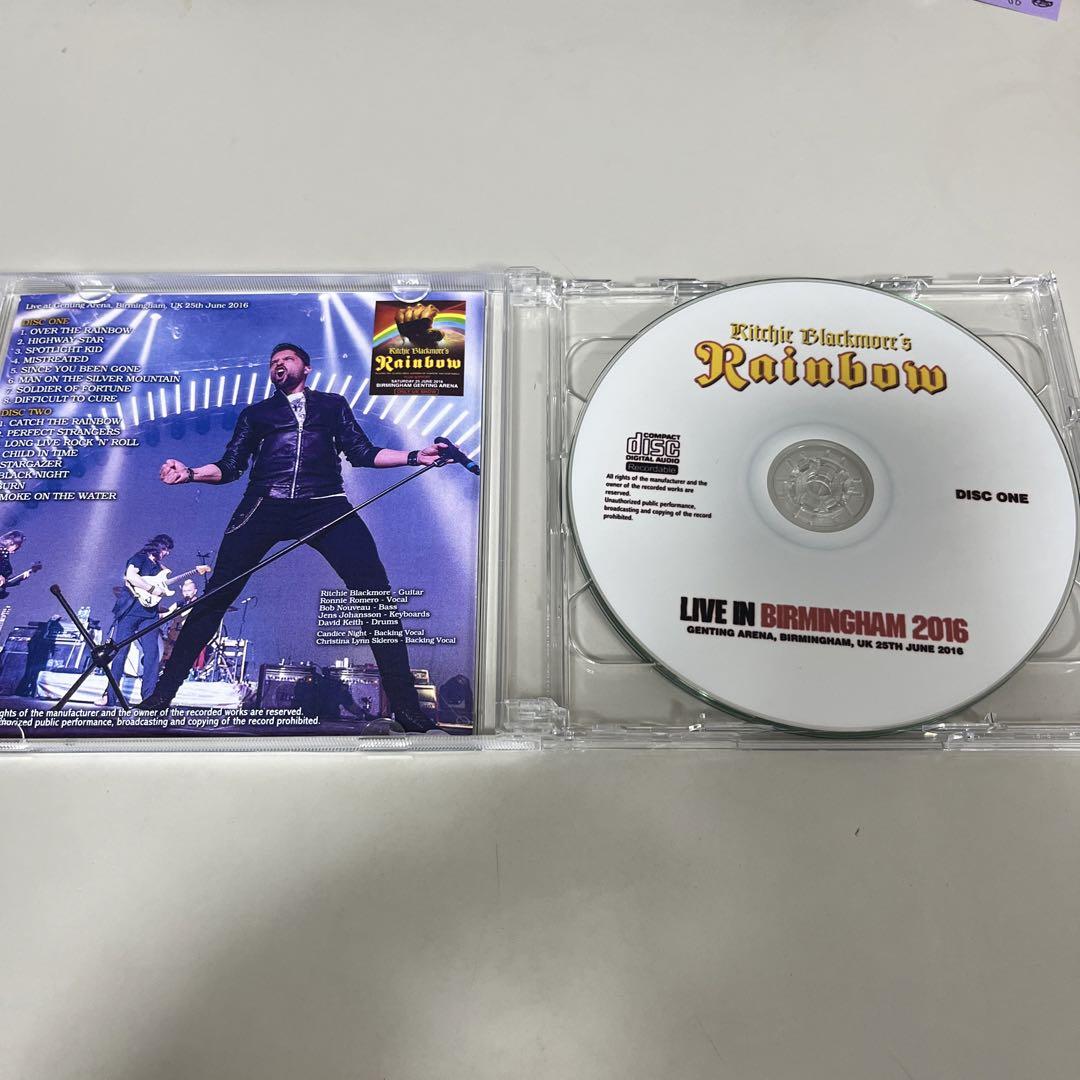 Live at Genting Arena, Birmingham, UK 25th June 2016
DISC ONE
1. OVER THE RAINBOW
2. HIGHWAY STAR
3. SPOTLIGHT KID
4. MISTREATED
5. SINCE YOU BEEN GONE
6. MAN ON THE SILVER MOUNTAIN
7. SOLDIER OF FORTUNE
8. DIFFICULT TO CURE
DISC TWO
CATCH THE RAINBOW
PERFECT STRANGERS
LONG LIVE ROCK 'N' ROLL
CHILD IN TIME
STARGAZER
BLACK NIGHT
BURN
MOKE ON THE WATER
Ritchie Blackmore's
Rainbow
SATURDAY 25 JUNE 2016
BIRMINGHAM GENTING ARENA
Ritchie Blackmore - Guitar
Ronnie Romero - Vocal
Bob Nouveau - Bass
Jens Johansson - Keyboards
David Keith - Drums
Candice Night - Backing Vocal
Christina Lynn Skleros - Backing Vocal
ghts of the manufacturer and the owner of the recorded works are reserved.
horized public performance, broadcasting and copying of the record prohibited.
Ritchie Blackmore's
Rainbow
COMPACT
disc
DIGITAL AUDIO
Recordable
All rights of the manufacturer and the
owner of the recorded works are
reserved.
Unauthorized public performance,
broadcasting and copying of the record
prohibited.
DISC ONE
LIVE IN BIRMINGHAM 2016
GENTING ARENA, BIRMINGHAM, UK 25TH JUNE 2016